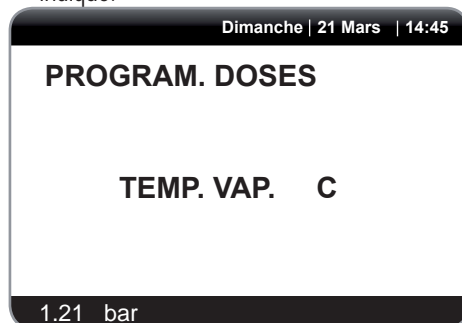 Dimanche | 21 Mars | 14:45
PROGRAM. DOSES
TEMP. VAP. C
1.21 bar